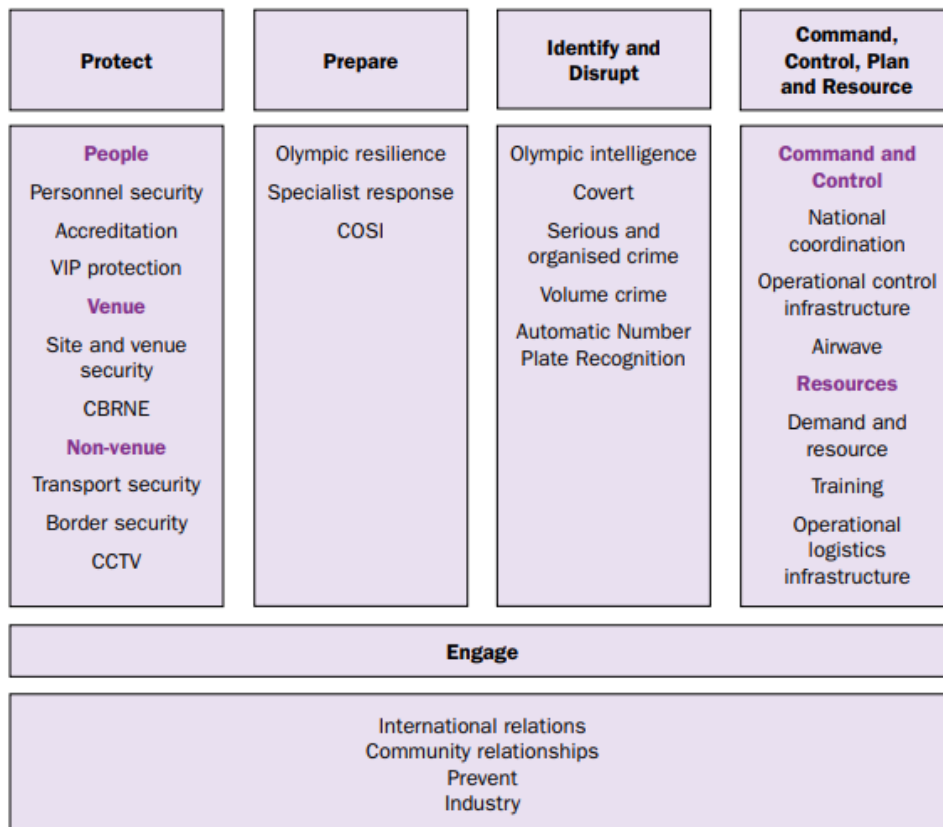 Protect
People
Personnel security
Accreditation
VIP protection
Venue
Site and venue
security
CBRNE
Non-venue
Transport security
Border security
CCTV
Prepare
Olympic resilience
Specialist response
COSI
Identify and
Disrupt
Olympic intelligence
Covert
Serious and
organised crime
Volume crime
Automatic Number
Plate Recognition
Command,
Control, Plan
and Resource
Command and
Control
National
coordination
Operational control
infrastructure
Airwave
Resources
Demand and
resource
Training
Operational
logistics
infrastructure
Engage
International relations
Community relationships
Prevent
Industry